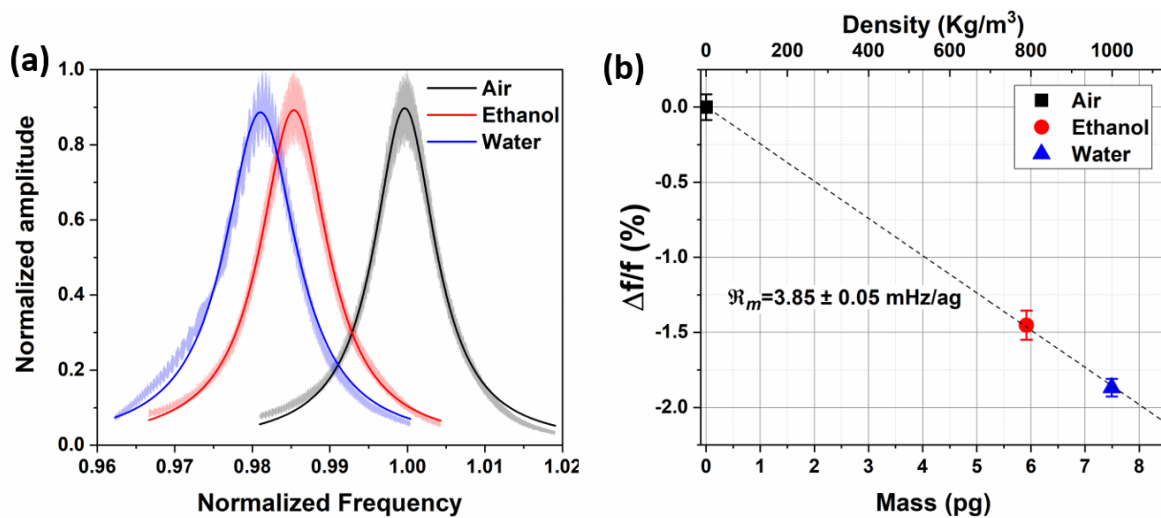 (a)
Normalized amplitude
1.0
0.8
0.6
0.4
0.2
0.0
0.96
0.97
0.98
0.99
1.00
1.01
1.02
Normalized Frequency
Air
Ethanol
Water
(b)
Density (Kg/m³)
0
200
400
600
800
1000
Δf/f (%)
0.0
-0.5
-1.0
-1.5
-2.0
Air
Ethanol
Water
ℜm=3.85 ± 0.05 mHz/ag
0
1
2
3
4
5
6
7
8
Mass (pg)